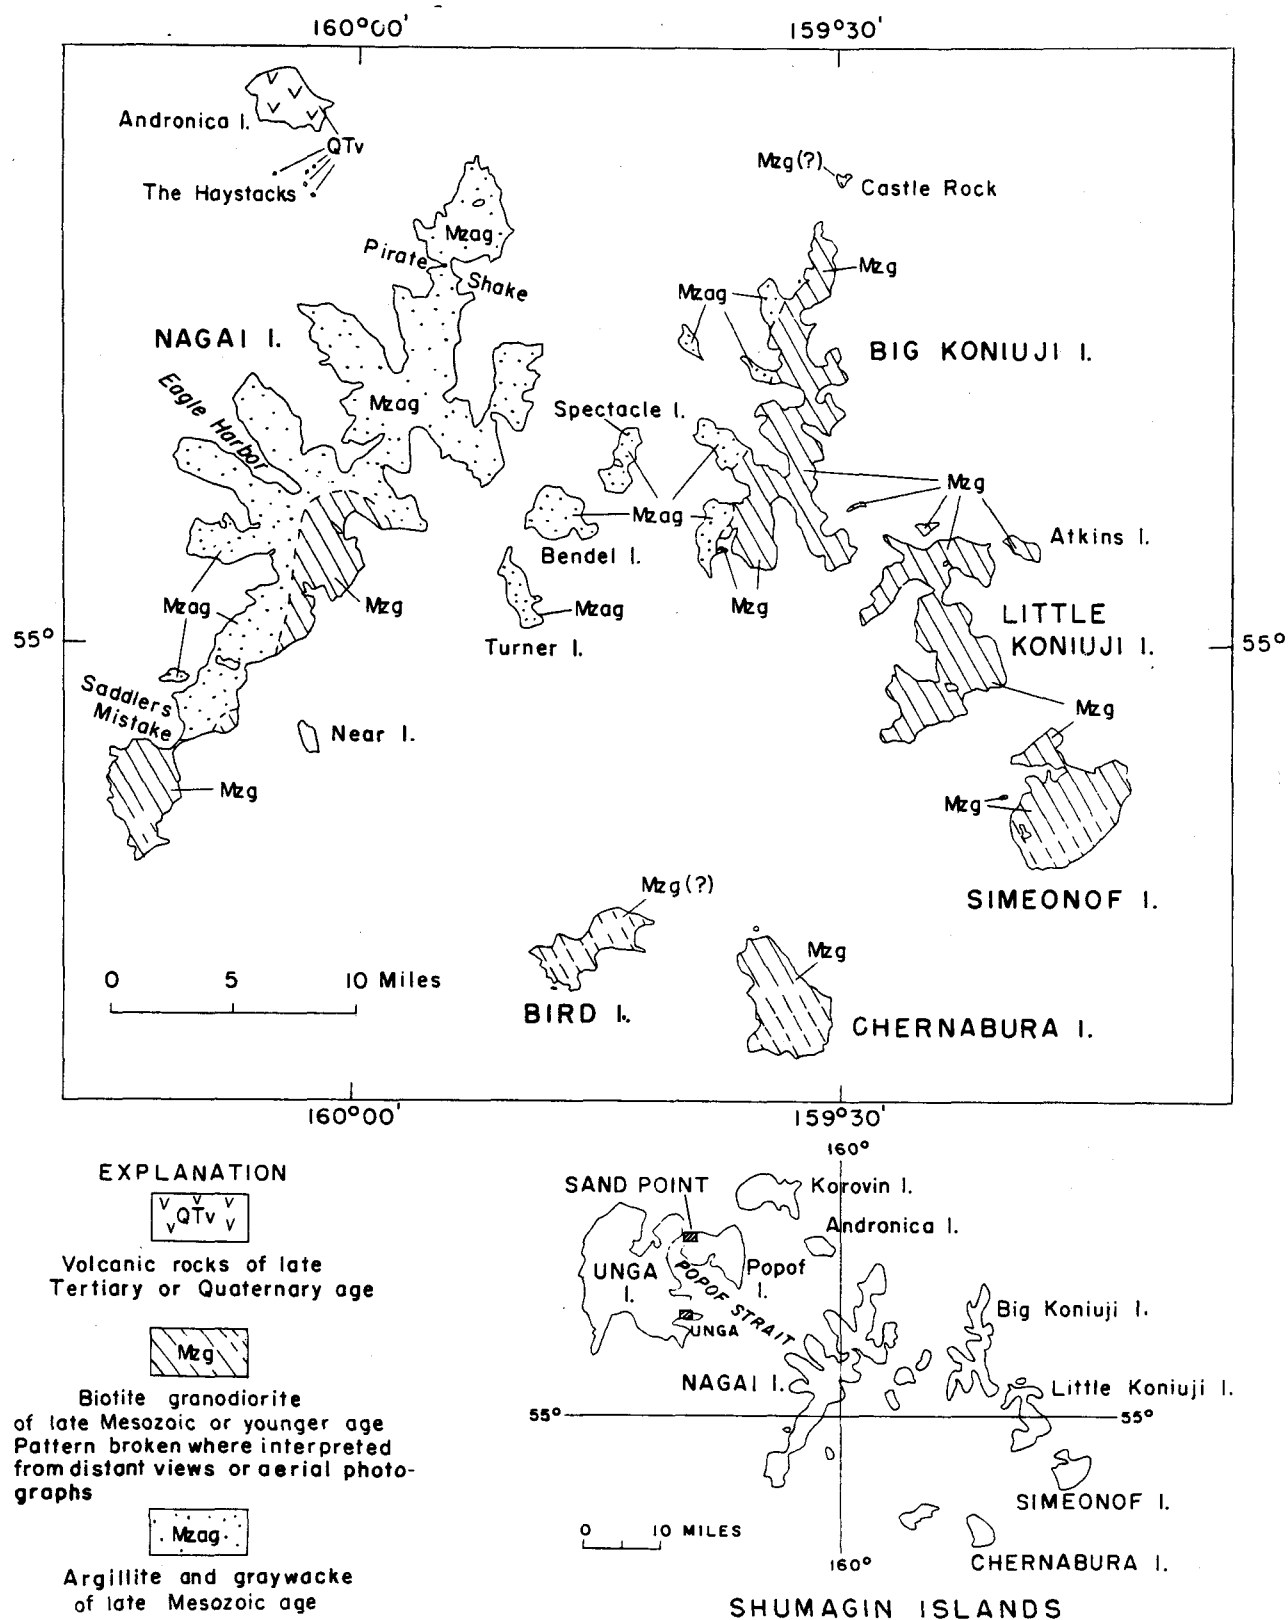 160°00'
159°30'
Andronica I.
QTv
The Haystacks
Mzg(?)
Castle Rock
Mzag
Pirate
Shake
Mzg
Mzag
NAGAI I.
BIG KONIUJI I.
Eagle Harbor
Mzag
Spectacle I.
Mzg
Mzag
Bendel I.
Atkins I.
Mzag
Mzg
Mzag
Mzg
LITTLE
KONIUJI I.
55°
55°
Turner I.
Saddlers
Mistake
Near I.
Mzg
Mzg
Mzg
SIMEONOF I.
Mzg(?)
Mzg
0 5 10 Miles
BIRD I.
CHERNABURA I.
160°00'
159°30'
EXPLANATION
QTv
Volcanic rocks of late
Tertiary or Quaternary age
Mzg
Biotite granodiorite
of late Mesozoic or younger age
Pattern broken where interpreted
from distant views or aerial photo-
graphs
Mzag
Argillite and graywacke
of late Mesozoic age
160°
SAND POINT
Korovin I.
Andronica I.
UNGA
I.
Popof
I.
POPOF STRAIT
UNGA
Big Koniuji I.
NAGAI I.
Little Koniuji I.
55°
55°
SIMEONOF I.
0 10 MILES
160°
CHERNABURA I.
SHUMAGIN ISLANDS